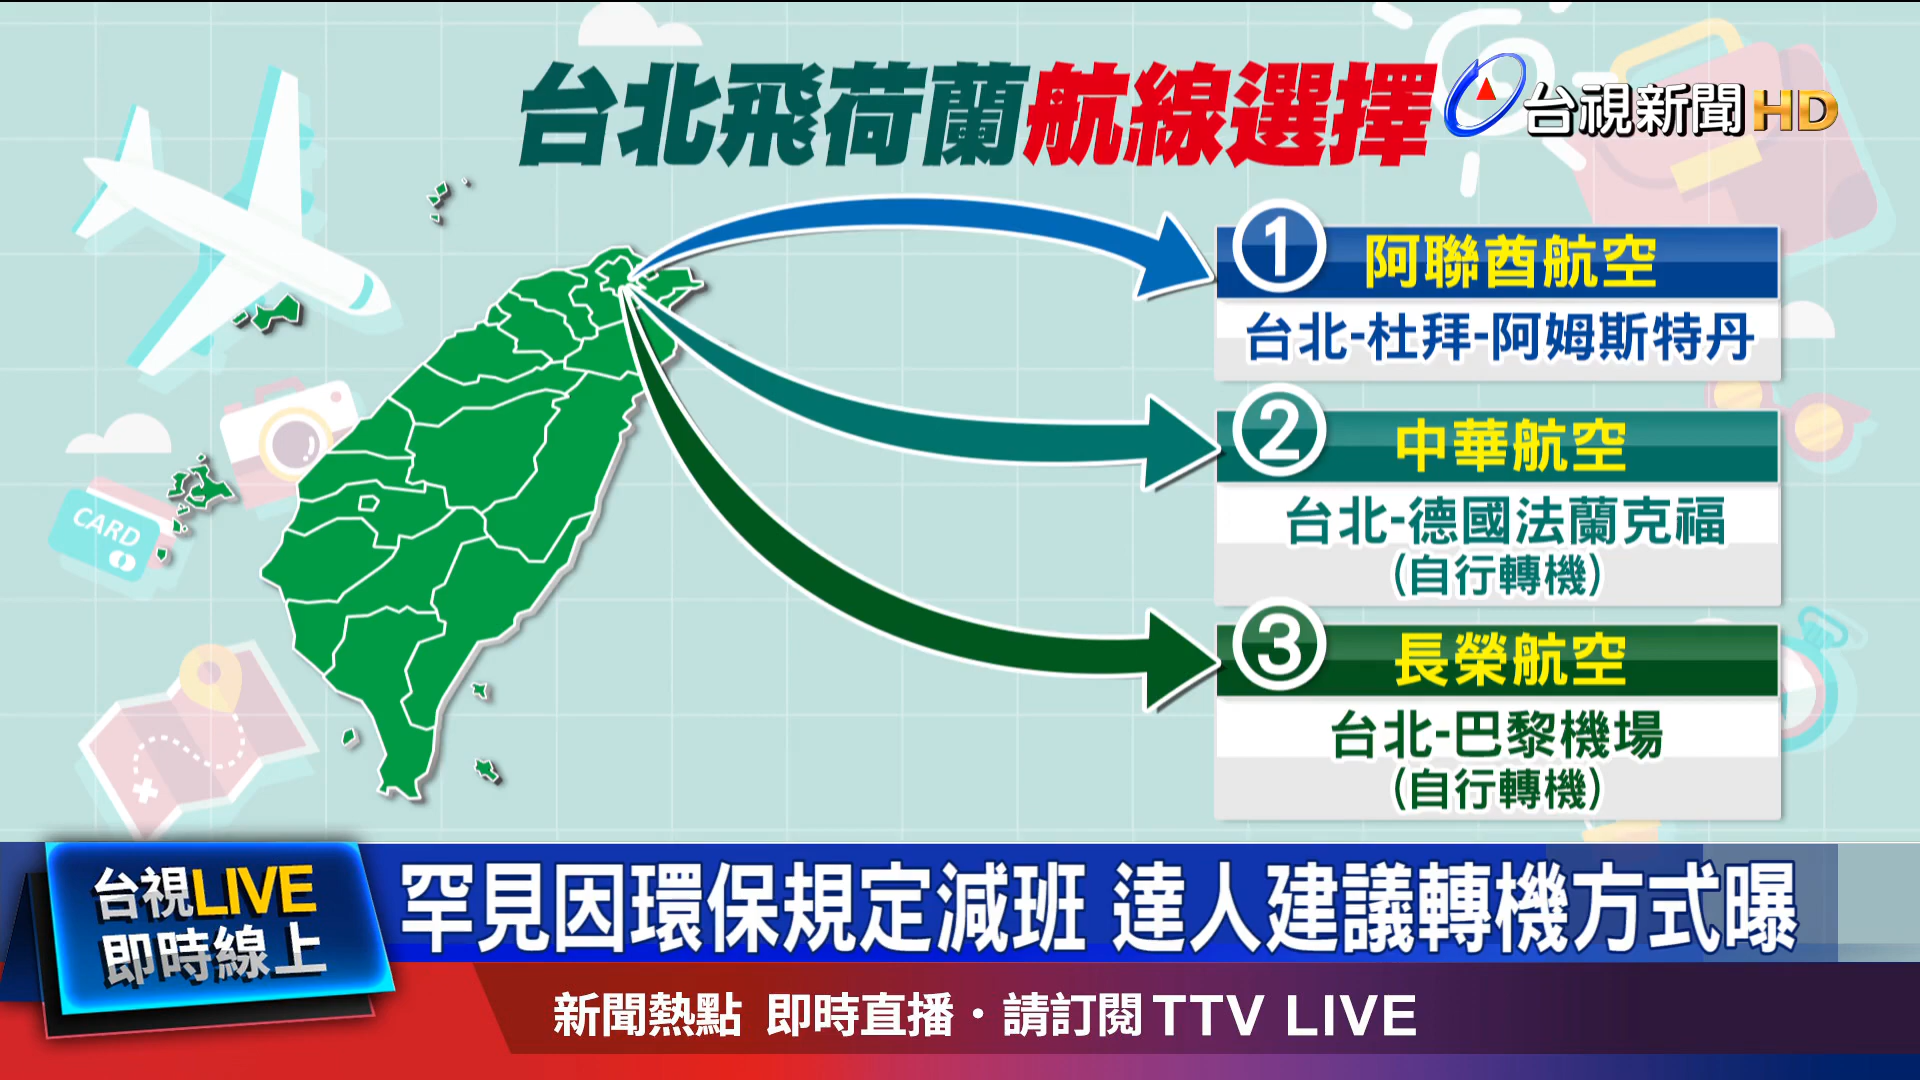 台北飛荷蘭航線選擇
台視新聞HD
1 阿聯酋航空
台北-杜拜-阿姆斯特丹
2 中華航空
台北-德國法蘭克福
(自行轉機)
3 長榮航空
台北-巴黎機場
(自行轉機)
CARD
台視LIVE
即時線上
罕見因環保規定減班 達人建議轉機方式曝
新聞熱點 即時直播・請訂閱TTV LIVE